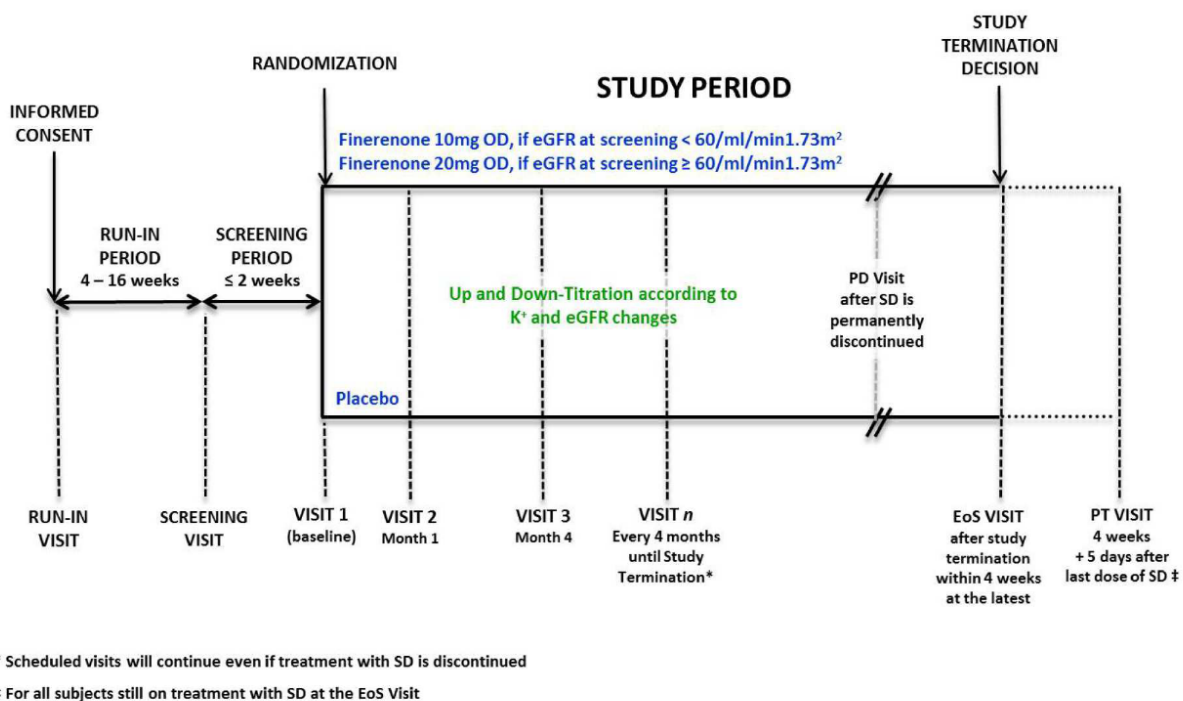 STUDY
TERMINATION
DECISION
RANDOMIZATION
STUDY PERIOD
INFORMED
CONSENT
Finerenone 10mg OD, if eGFR at screening < 60/ml/min1.73m²
Finerenone 20mg OD, if eGFR at screening ≥ 60/ml/min1.73m²
RUN-IN
PERIOD
4 – 16 weeks
SCREENING
PERIOD
≤ 2 weeks
Up and Down-Titration according to
K⁺ and eGFR changes
PD Visit
after SD is
permanently
discontinued
Placebo
RUN-IN
VISIT
SCREENING
VISIT
VISIT 1
(baseline)
VISIT 2
Month 1
VISIT 3
Month 4
VISIT n
Every 4 months
until Study
Termination*
EoS VISIT
after study
termination
within 4 weeks
at the latest
PT VISIT
4 weeks
+ 5 days after
last dose of SD ‡
* Scheduled visits will continue even if treatment with SD is discontinued
‡ For all subjects still on treatment with SD at the EoS Visit